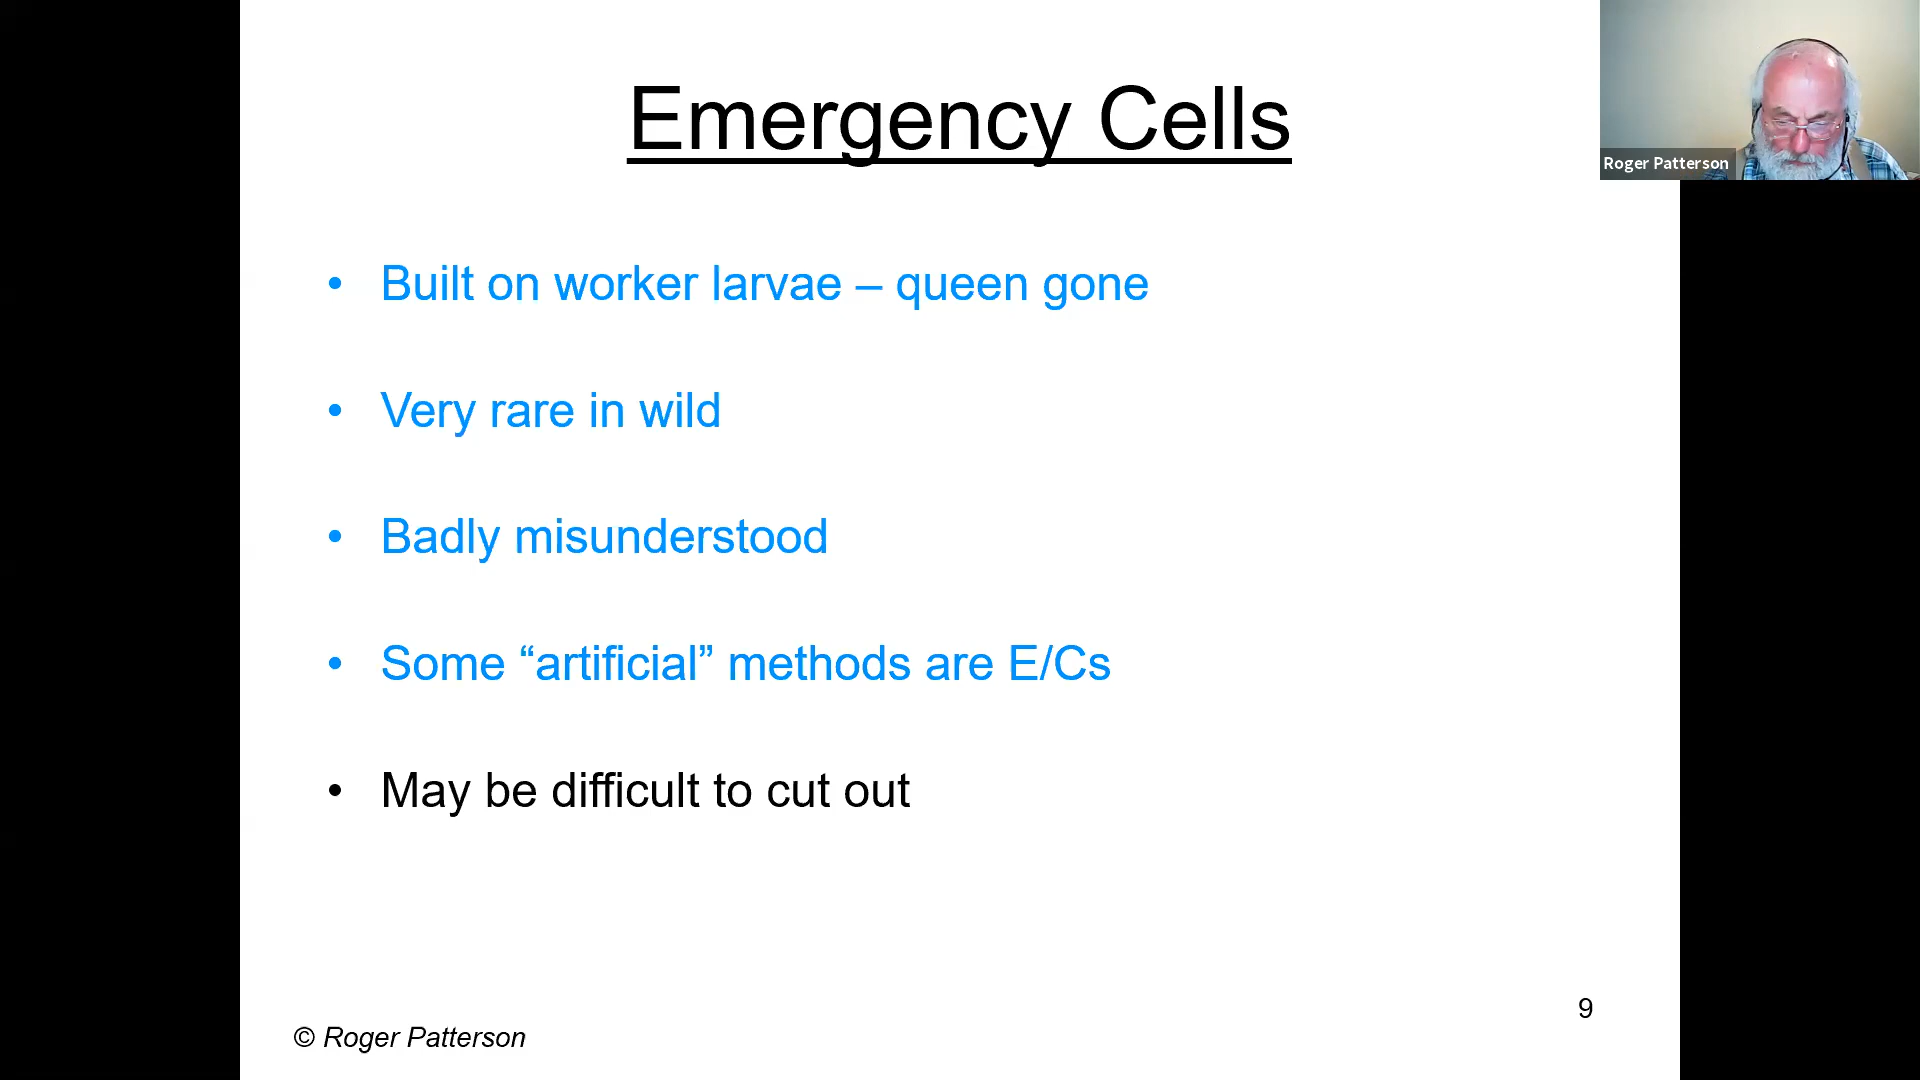 Emergency Cells
Roger Patterson
• Built on worker larvae – queen gone
• Very rare in wild
• Badly misunderstood
• Some “artificial” methods are E/Cs
• May be difficult to cut out
9
© Roger Patterson